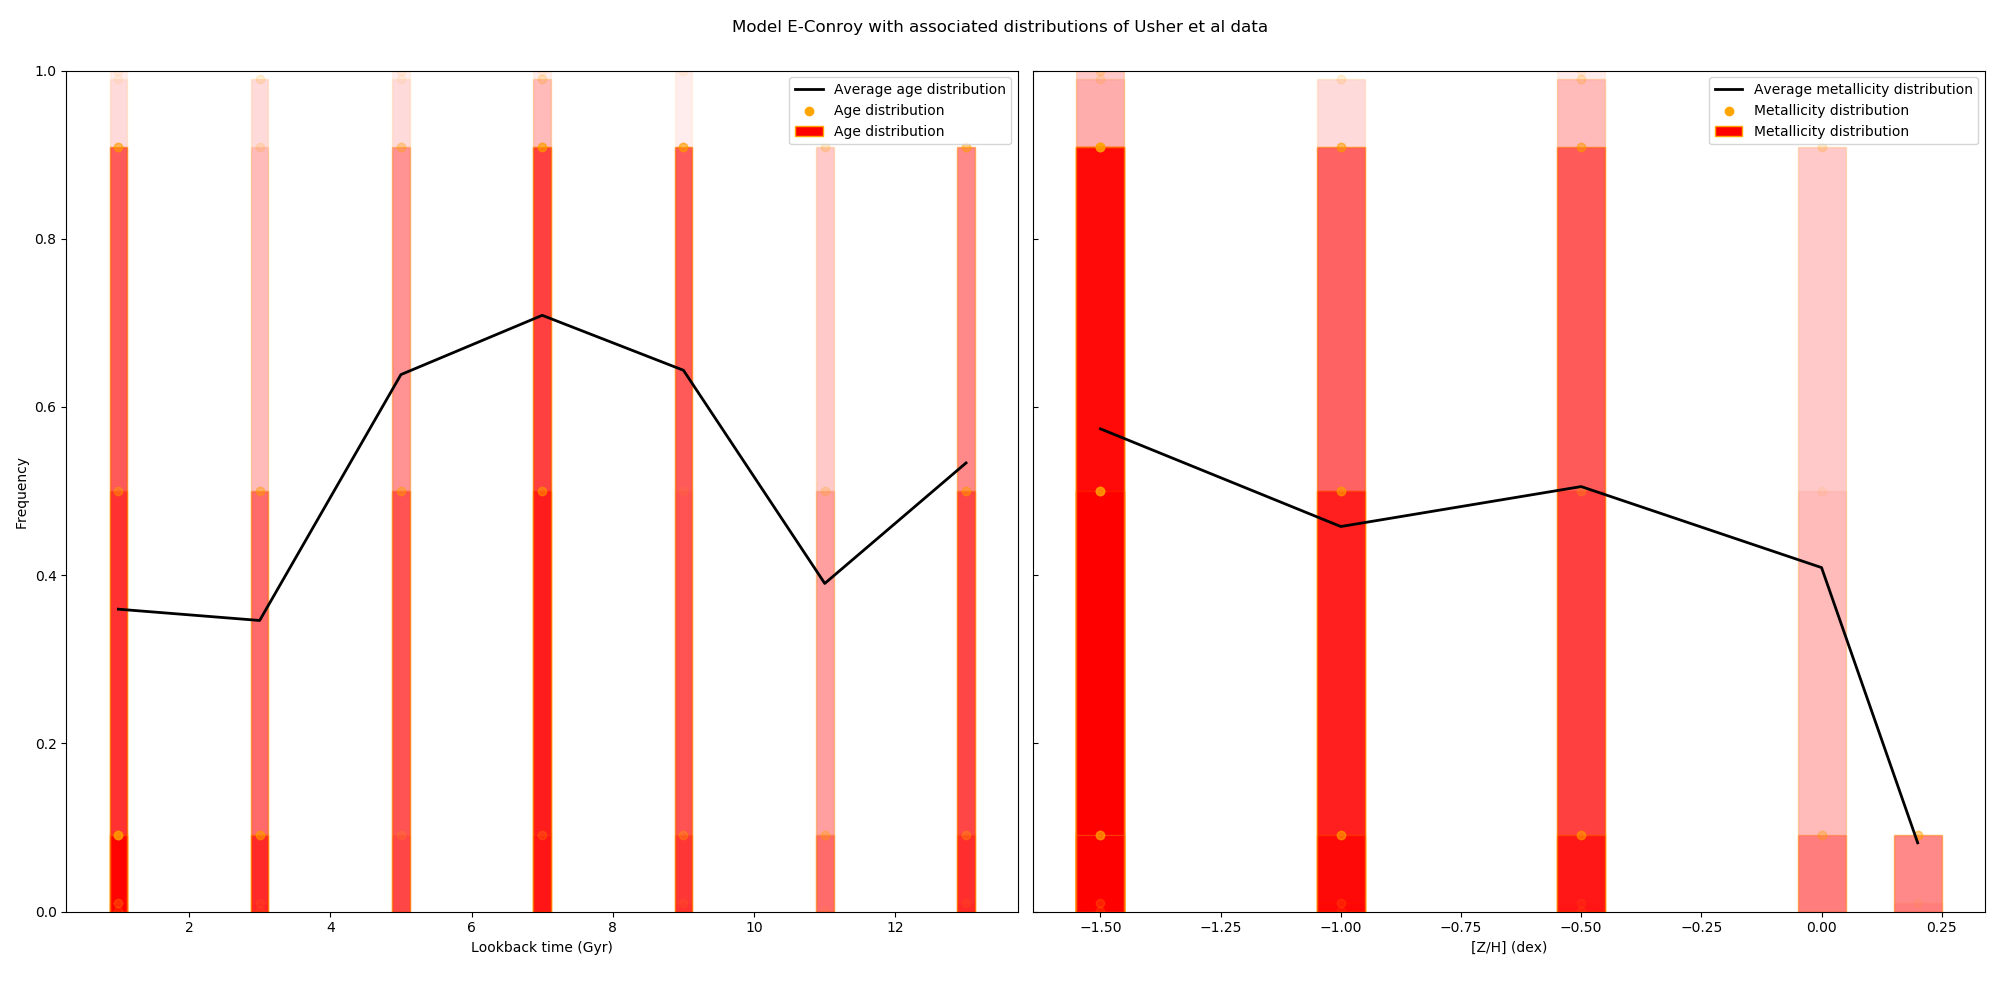 Model E-Conroy with associated distributions of Usher et al data
Average age distribution
Age distribution
Age distribution
Average metallicity distribution
Metallicity distribution
Metallicity distribution
Frequency
1.0
0.8
0.6
0.4
0.2
0.0
2 4 6 8 10 12
Lookback time (Gyr)
−1.50 −1.25 −1.00 −0.75 −0.50 −0.25 0.00 0.25
[Z/H] (dex)